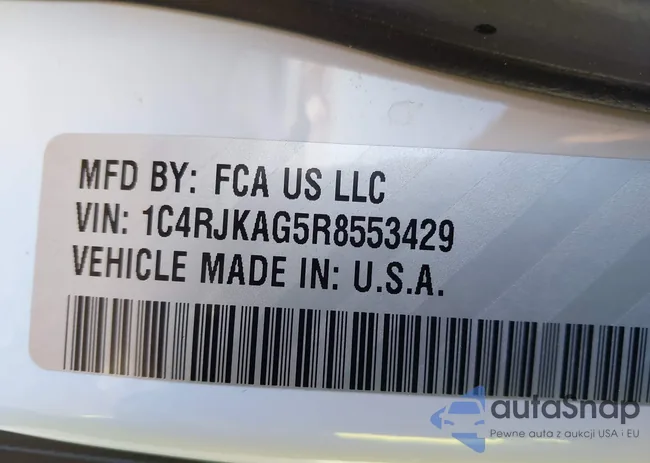 MFD BY: FCA US LLC
VIN: 1C4RJKAG5R8553429
VEHICLE MADE IN: U.S.A.
autoSnap
Pewne auta z aukcji USA i EU